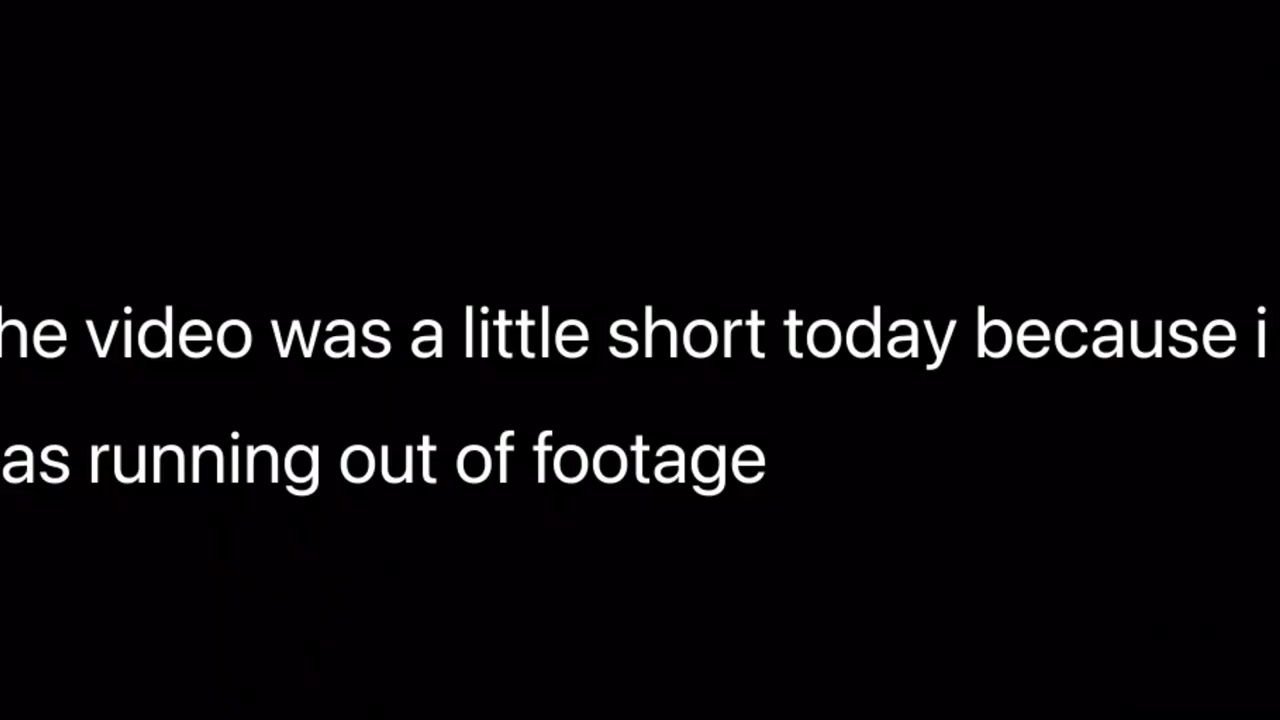 he video was a little short today because i
as running out of footage